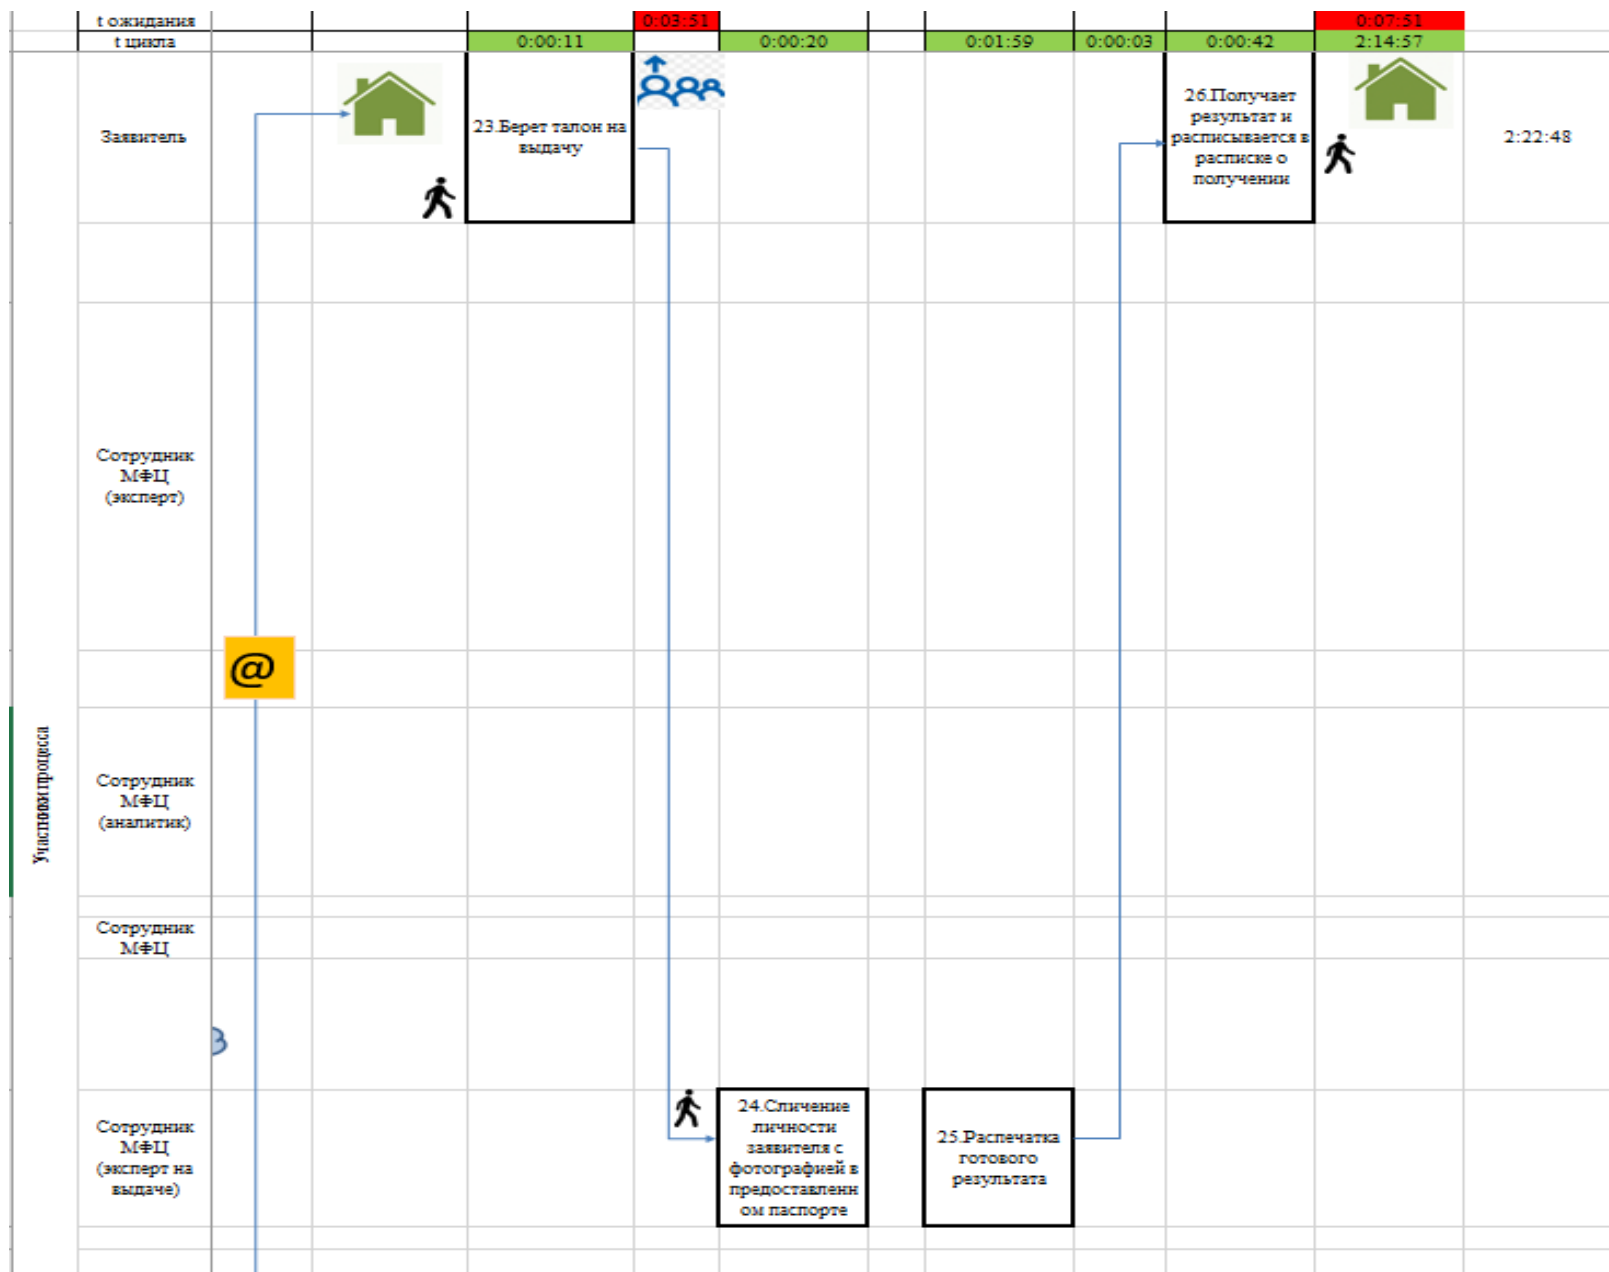 t ожидания 0:03:51 0:07:51
t цикла 0:00:11 0:00:20 0:01:59 0:00:03 0:00:42 2:14:57
Заявитель
23.Берет талон на
выдачу
26.Получает
результат и
расписывается в
расписке о
получении
2:22:48
Сотрудник
МФЦ
(эксперт)
@
Участники процесса
Сотрудник
МФЦ
(аналитик)
Сотрудник
МФЦ
Сотрудник
МФЦ
(эксперт на
выдаче)
24.Сличение
личности
заявителя с
фотографией в
предоставленн
ом паспорте
25.Распечатка
готового
результата